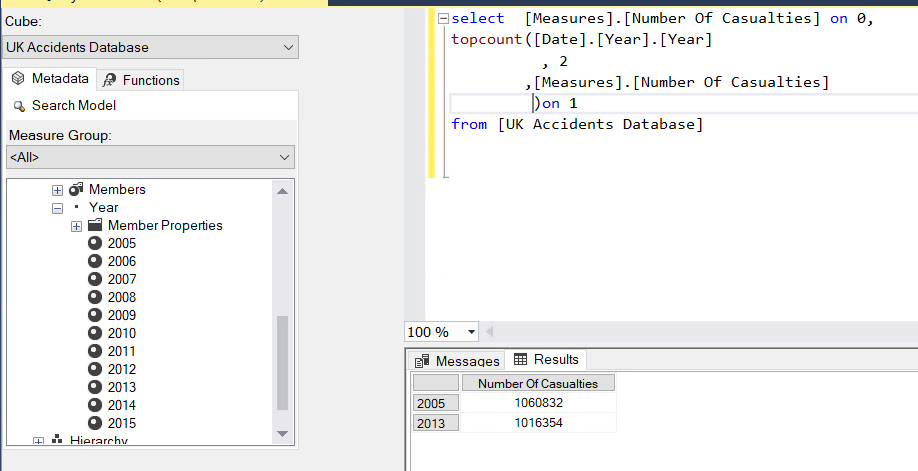 Cube:
UK Accidents Database
Metadata
Functions
Search Model
Measure Group:
<All>
Members
Year
Member Properties
2005
2006
2007
2008
2009
2010
2011
2012
2013
2014
2015
Hierarchy
select [Measures].[Number Of Casualties] on 0,
topcount([Date].[Year].[Year]
, 2
,[Measures].[Number Of Casualties]
)on 1
from [UK Accidents Database]
100 %
Messages
Results
Number Of Casualties
2005 1060832
2013 1016354